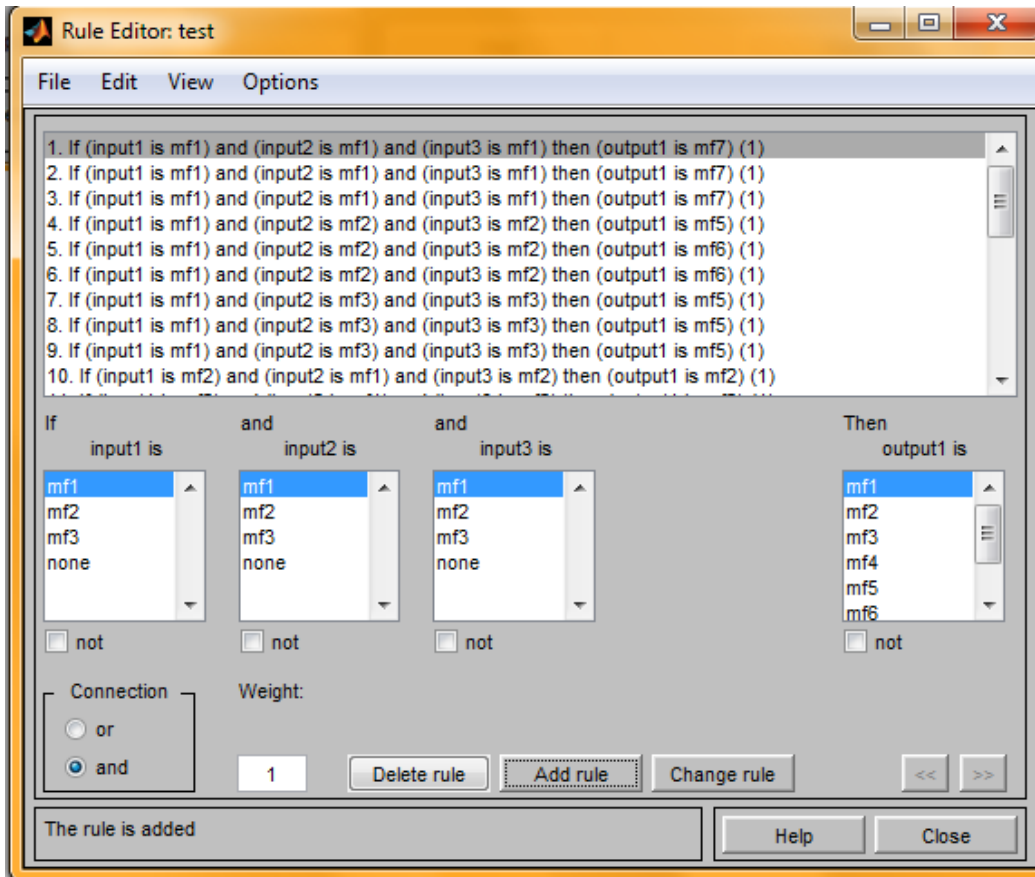 Rule Editor: test
File Edit View Options
1. If (input1 is mf1) and (input2 is mf1) and (input3 is mf1) then (output1 is mf7) (1)
2. If (input1 is mf1) and (input2 is mf1) and (input3 is mf1) then (output1 is mf7) (1)
3. If (input1 is mf1) and (input2 is mf1) and (input3 is mf1) then (output1 is mf7) (1)
4. If (input1 is mf1) and (input2 is mf2) and (input3 is mf2) then (output1 is mf5) (1)
5. If (input1 is mf1) and (input2 is mf2) and (input3 is mf2) then (output1 is mf6) (1)
6. If (input1 is mf1) and (input2 is mf2) and (input3 is mf2) then (output1 is mf6) (1)
7. If (input1 is mf1) and (input2 is mf3) and (input3 is mf3) then (output1 is mf5) (1)
8. If (input1 is mf1) and (input2 is mf3) and (input3 is mf3) then (output1 is mf5) (1)
9. If (input1 is mf1) and (input2 is mf3) and (input3 is mf3) then (output1 is mf5) (1)
10. If (input1 is mf2) and (input2 is mf1) and (input3 is mf2) then (output1 is mf2) (1)
If and and Then
input1 is input2 is input3 is output1 is
mf1 mf1 mf1 mf1
mf2 mf2 mf2 mf2
mf3 mf3 mf3 mf3
none none none mf4
mf5
mf6
not not not not
Connection Weight:
or
and 1 Delete rule Add rule Change rule << >>
The rule is added Help Close